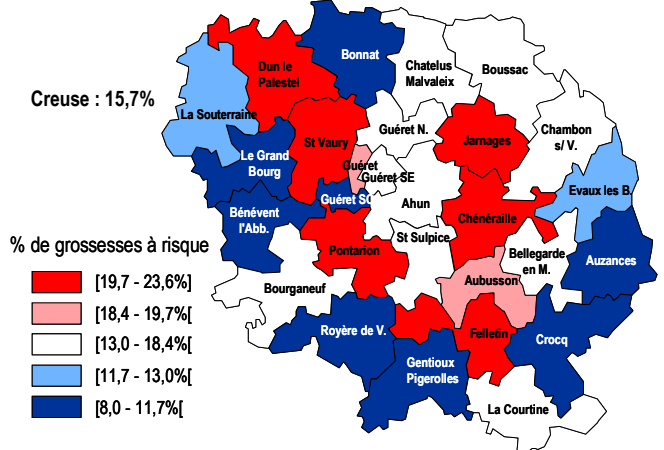 Bonnat
Dun le
Palestel
Chatelus
Malvaleix
Boussac
Creuse : 15,7%
La Souterraine
Guéret N.
Chambon
s/ V.
St Vaury
Jarnages
Le Grand
Bourg
Guéret
Guéret SE
Evaux les B.
Guéret SO
Ahun
Bénévent
l'Abb.
Chénéraille
St Sulpice
% de grossesses à risque
Pontarion
Bellegarde
en M.
Auzances
[19,7 - 23,6%]
Aubusson
Bourganeuf
[18,4 - 19,7%[
Royère de V.
Felletin
Crocq
[13,0 - 18,4%[
Gentioux
Pigerolles
[11,7 - 13,0%[
[8,0 - 11,7%[
La Courtine